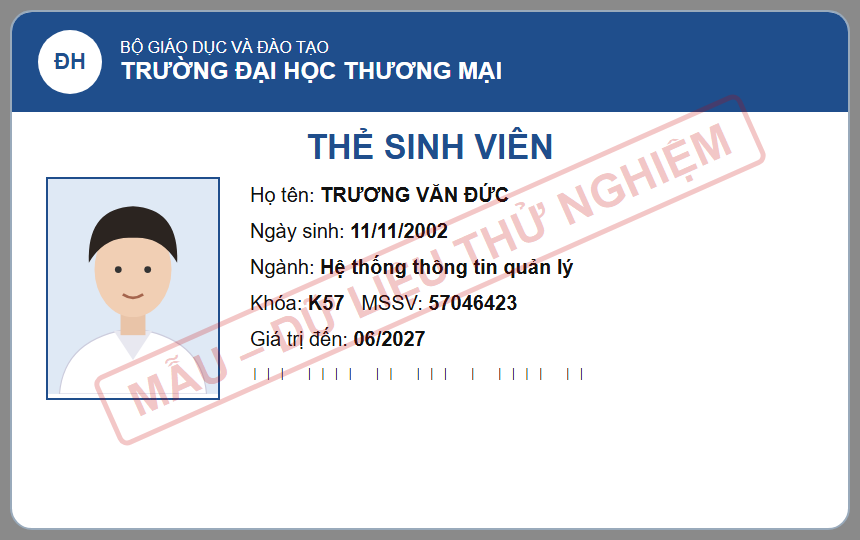 ĐH
BỘ GIÁO DỤC VÀ ĐÀO TẠO
TRƯỜNG ĐẠI HỌC THƯƠNG MẠI
THẺ SINH VIÊN
Họ tên: TRƯƠNG VĂN ĐỨC
Ngày sinh: 11/11/2002
Ngành: Hệ thống thông tin quản lý
Khóa: K57 MSSV: 57046423
Giá trị đến: 06/2027
MẪU – DỮ LIỆU THỬ NGHIỆM